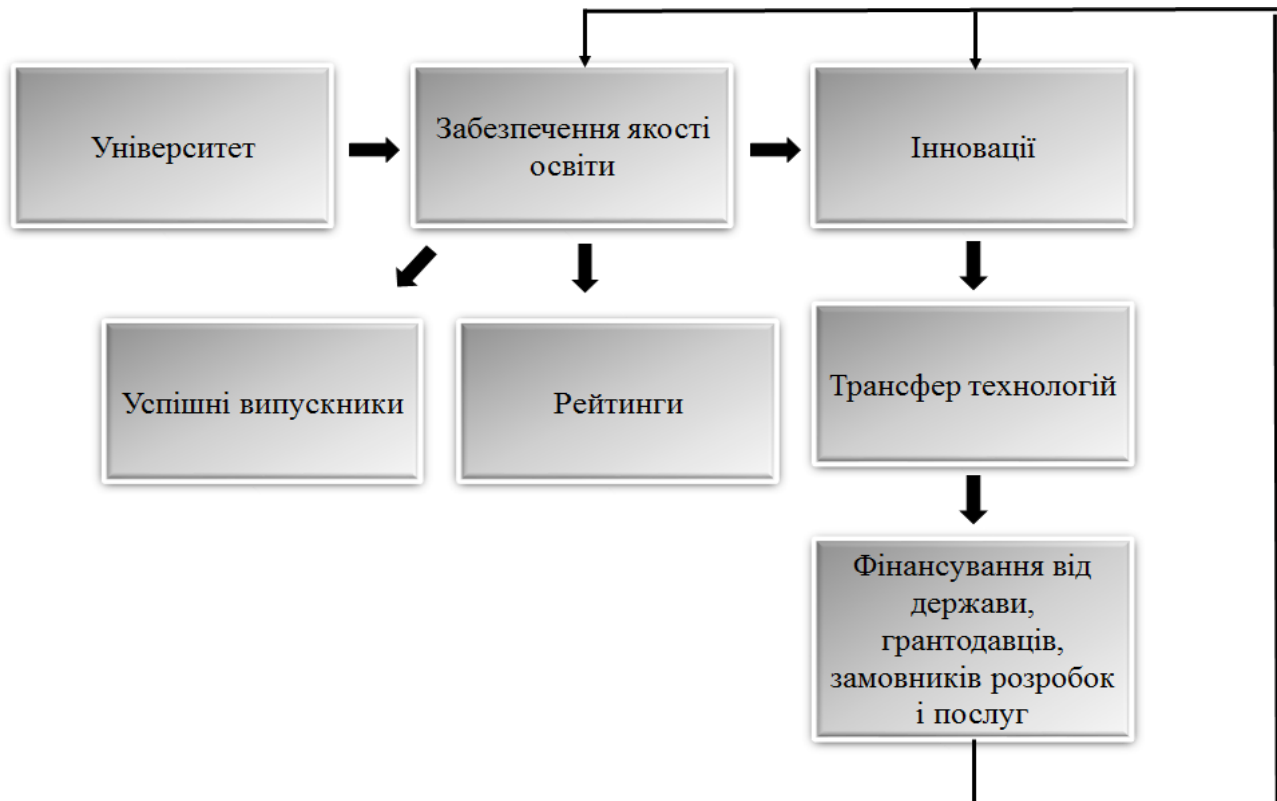 Університет
Забезпечення якості
освіти
Інновації
Успішні випускники
Рейтинги
Трансфер технологій
Фінансування від
держави,
грантодавців,
замовників розробок
і послуг